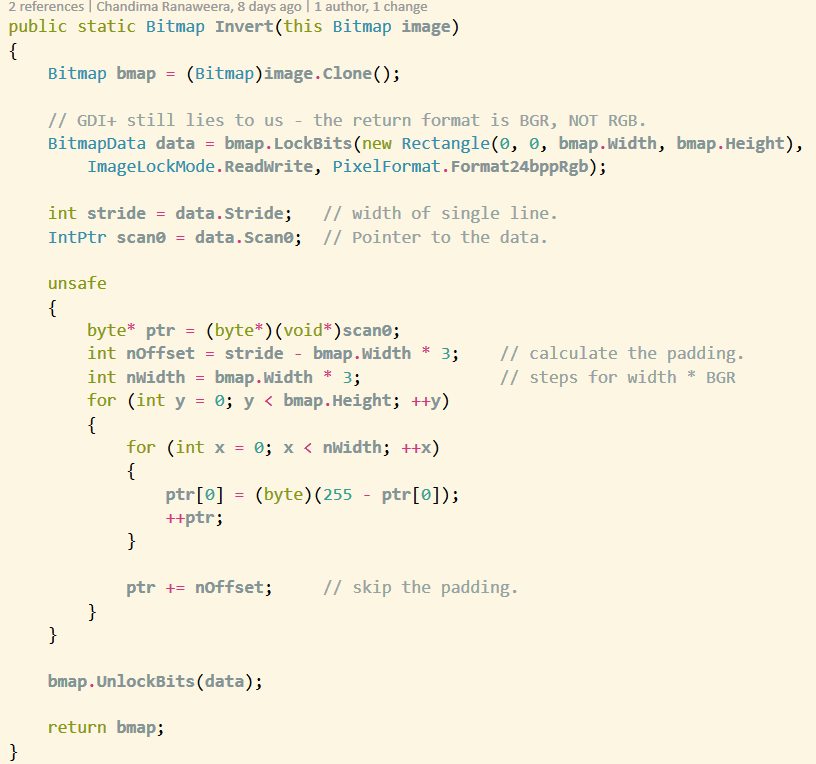 2 references | Chandima Ranaweera, 8 days ago | 1 author, 1 change
public static Bitmap Invert(this Bitmap image)
{
    Bitmap bmap = (Bitmap)image.Clone();

    // GDI+ still lies to us - the return format is BGR, NOT RGB.
    BitmapData data = bmap.LockBits(new Rectangle(0, 0, bmap.Width, bmap.Height),
        ImageLockMode.ReadWrite, PixelFormat.Format24bppRgb);

    int stride = data.Stride;   // width of single line.
    IntPtr scan0 = data.Scan0;  // Pointer to the data.

    unsafe
    {
        byte* ptr = (byte*)(void*)scan0;
        int nOffset = stride - bmap.Width * 3;    // calculate the padding.
        int nWidth = bmap.Width * 3;              // steps for width * BGR
        for (int y = 0; y < bmap.Height; ++y)
        {
            for (int x = 0; x < nWidth; ++x)
            {
                ptr[0] = (byte)(255 - ptr[0]);
                ++ptr;
            }

            ptr += nOffset;     // skip the padding.
        }
    }

    bmap.UnlockBits(data);

    return bmap;
}